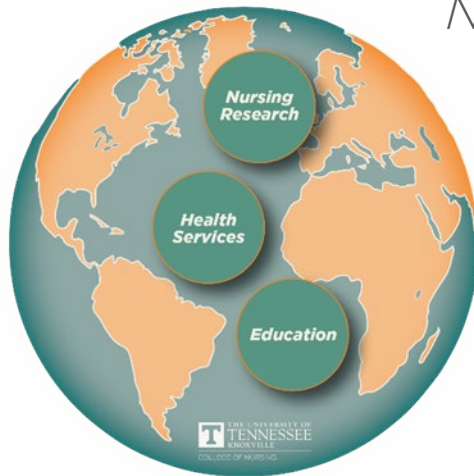 N
Nursing
Research
Health
Services
Education
T
THE UNIVERSITY OF
TENNESSEE
KNOXVILLE
COLLEGE OF NURSING